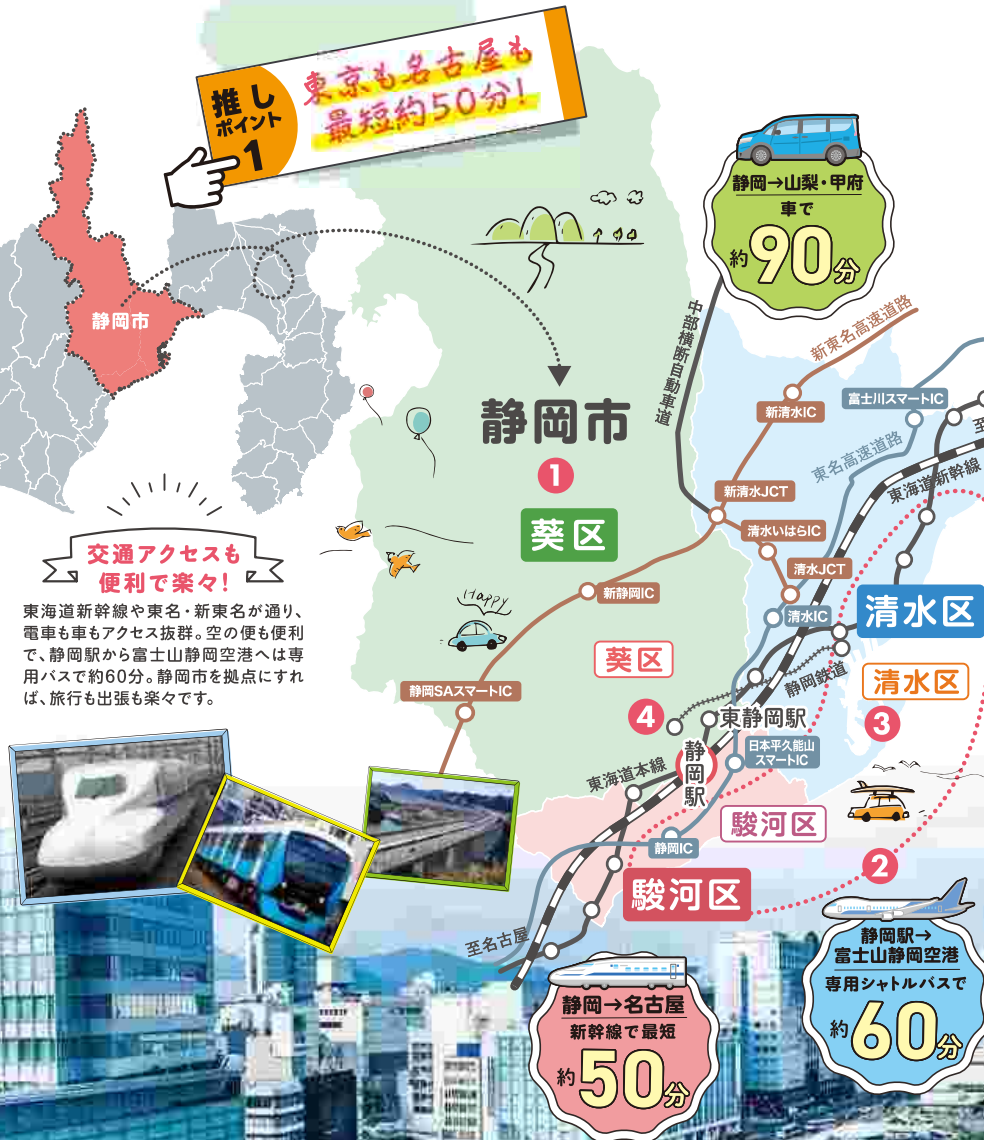 推し
ポイント
1
東京も名古屋も
最短約50分!
静岡→山梨・甲府
車で
約90分
静岡市
中部横断自動車道
新東名高速道路
静岡市
1
葵区
新清水IC
富士川スマートIC
至
東名高速道路
東海道新幹線
新清水JCT
清水いはらIC
清水JCT
交通アクセスも
便利で楽々!
東海道新幹線や東名・新東名が通り、
電車も車もアクセス抜群。空の便も便利
で、静岡駅から富士山静岡空港へは専
用バスで約60分。静岡市を拠点にすれ
ば、旅行も出張も楽々です。
Happy
新静岡IC
清水IC
清水区
葵区
静岡鉄道
清水区
静岡SAスマートIC
4
東静岡駅
3
静岡駅
日本平久能山
スマートIC
東海道本線
駿河区
静岡IC
2
駿河区
至名古屋
静岡駅→
富士山静岡空港
専用シャトルバスで
約60分
静岡→名古屋
新幹線で最短
約50分